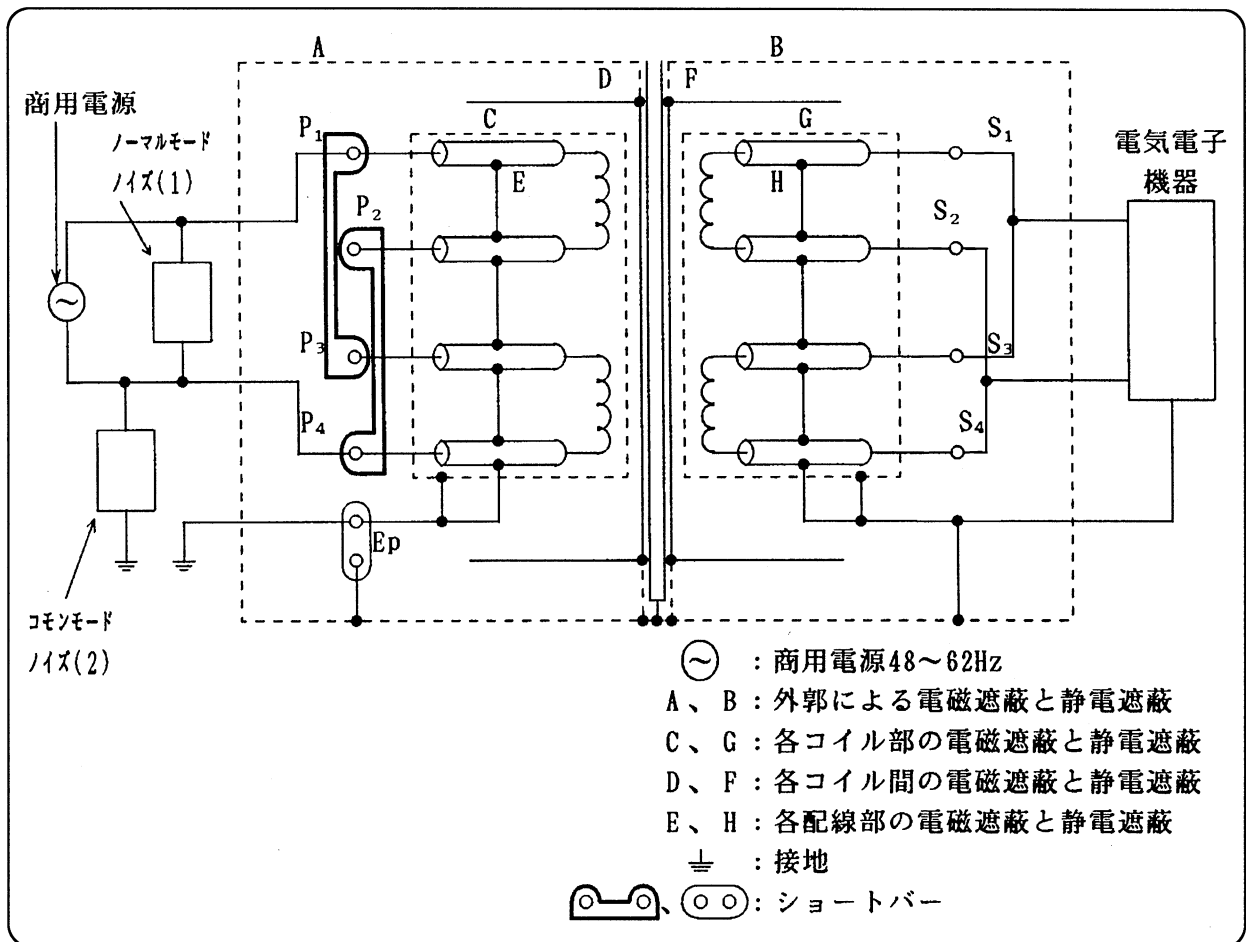 A
B
D
F
商用電源
C
G
P₁
S₁
ノーマルモード
ノイズ(1)
電気電子
機器
E
H
P₂
S₂
P₃
S₃
P₄
S₄
Ep
コモンモード
ノイズ(2)
〜 : 商用電源48〜62Hz
A、B : 外郭による電磁遮蔽と静電遮蔽
C、G : 各コイル部の電磁遮蔽と静電遮蔽
D、F : 各コイル間の電磁遮蔽と静電遮蔽
E、H : 各配線部の電磁遮蔽と静電遮蔽
: 接地
、 : ショートバー